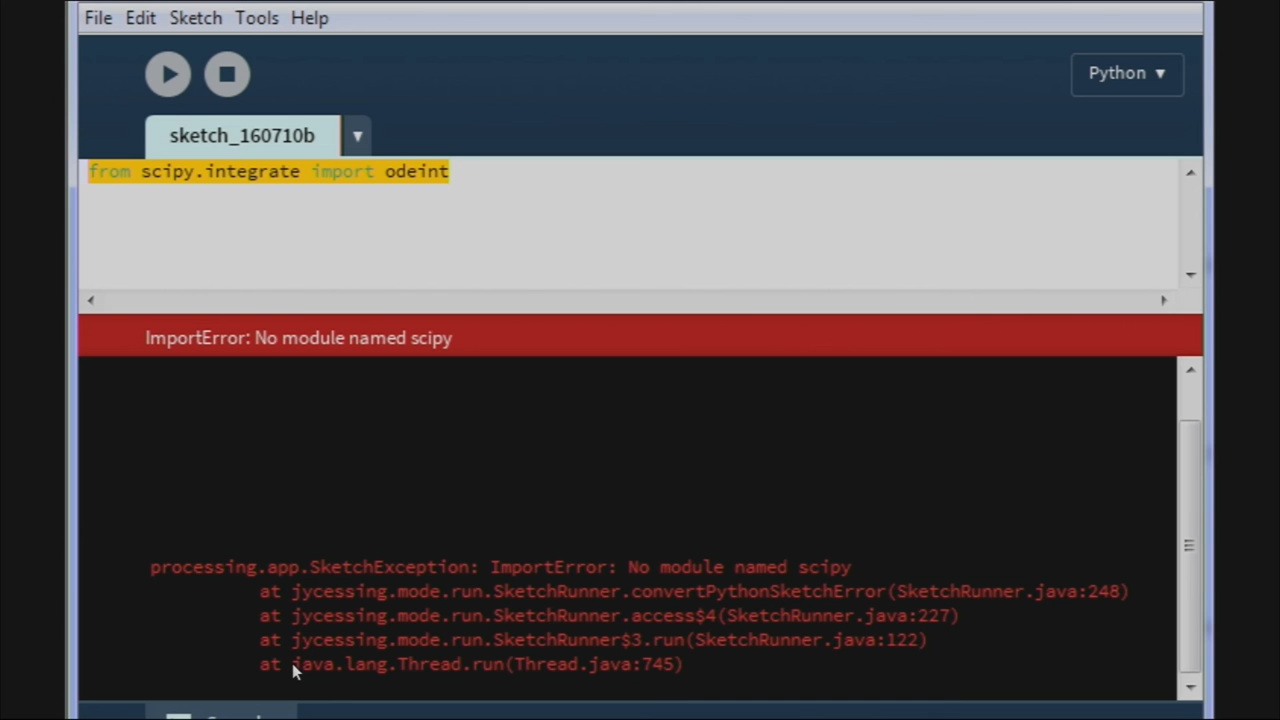 File Edit Sketch Tools Help
Python ▼
sketch_160710b ▼
from scipy.integrate import odeint
ImportError: No module named scipy
processing.app.SketchException: ImportError: No module named scipy
at jycessing.mode.run.SketchRunner.convertPythonSketchError(SketchRunner.java:248)
at jycessing.mode.run.SketchRunner.access$4(SketchRunner.java:227)
at jycessing.mode.run.SketchRunner$3.run(SketchRunner.java:122)
at java.lang.Thread.run(Thread.java:745)